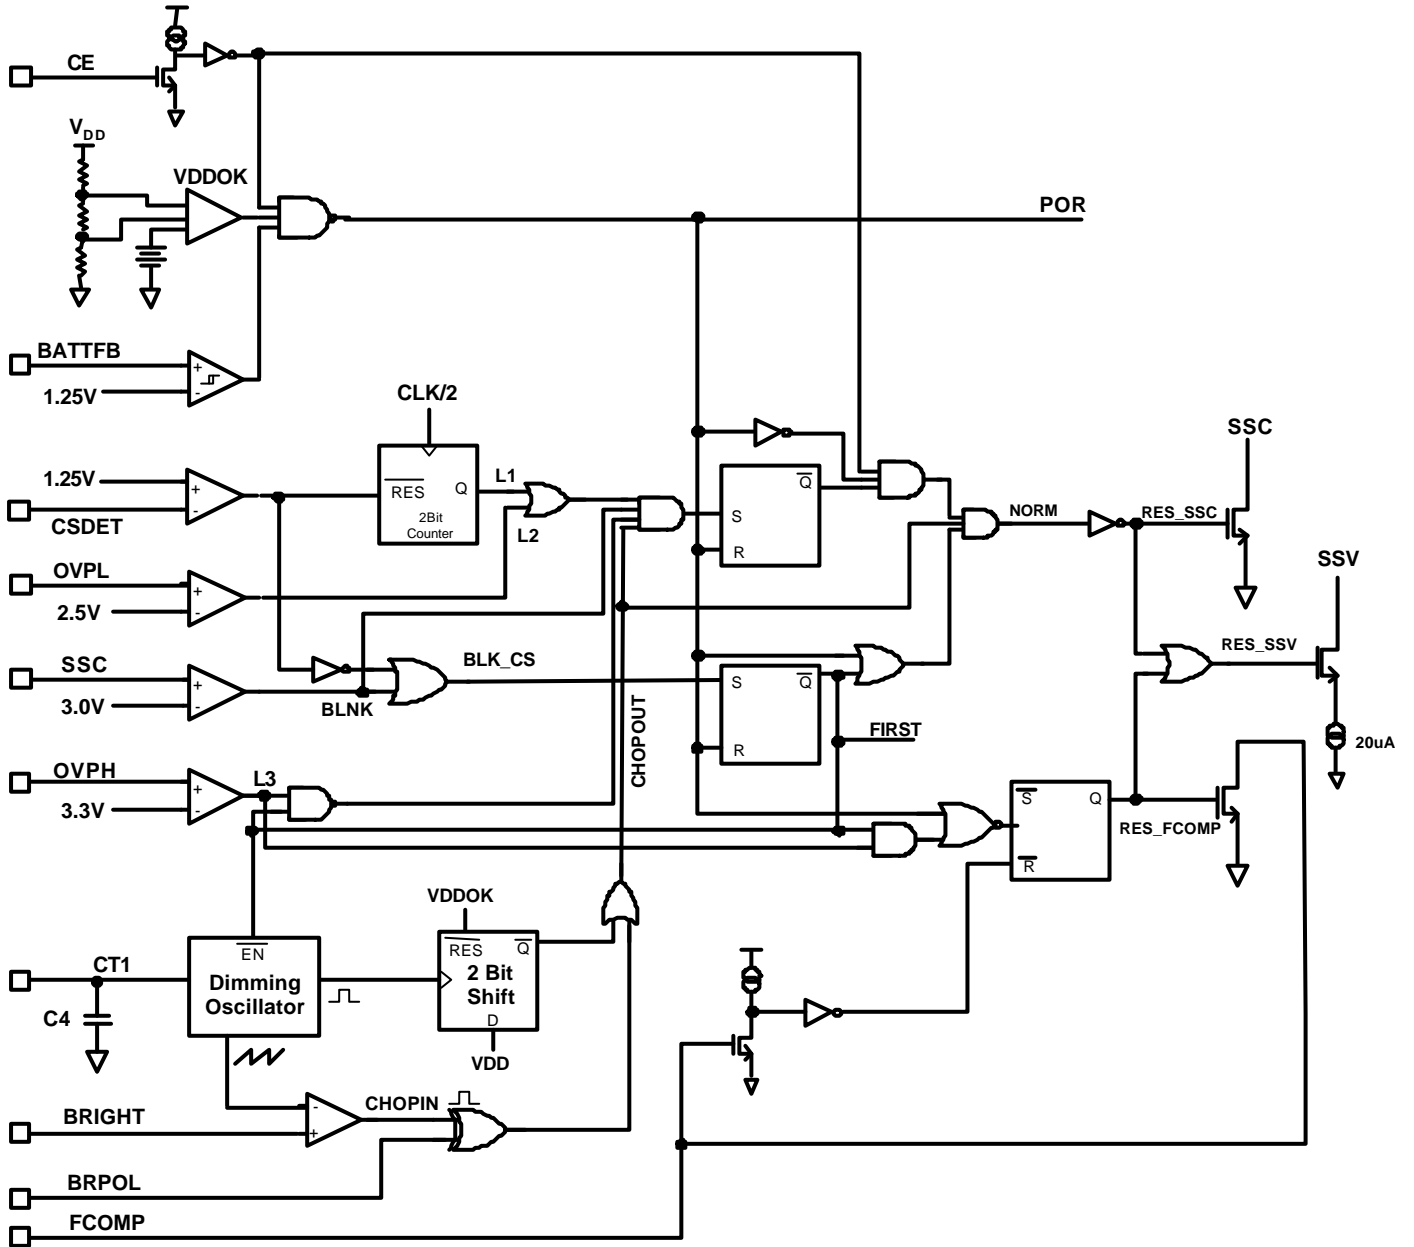 CE
VDD
VDDOK
POR
BATTFB
+
-
1.25V
CLK/2
1.25V
+
-
CSDET
RES
Q
2Bit
Counter
L1
L2
S
Q
R
NORM
RES_SSC
SSC
OVPL
+
-
2.5V
SSV
SSC
+
-
3.0V
BLNK
BLK_CS
S
Q
R
RES_SSV
FIRST
CHOPOUT
20uA
OVPH
+
-
3.3V
L3
S
Q
R
RES_FCOMP
VDDOK
RES
Q
2 Bit
Shift
D
VDD
CT1
C4
EN
Dimming
Oscillator
BRIGHT
-
+
CHOPIN
BRPOL
FCOMP